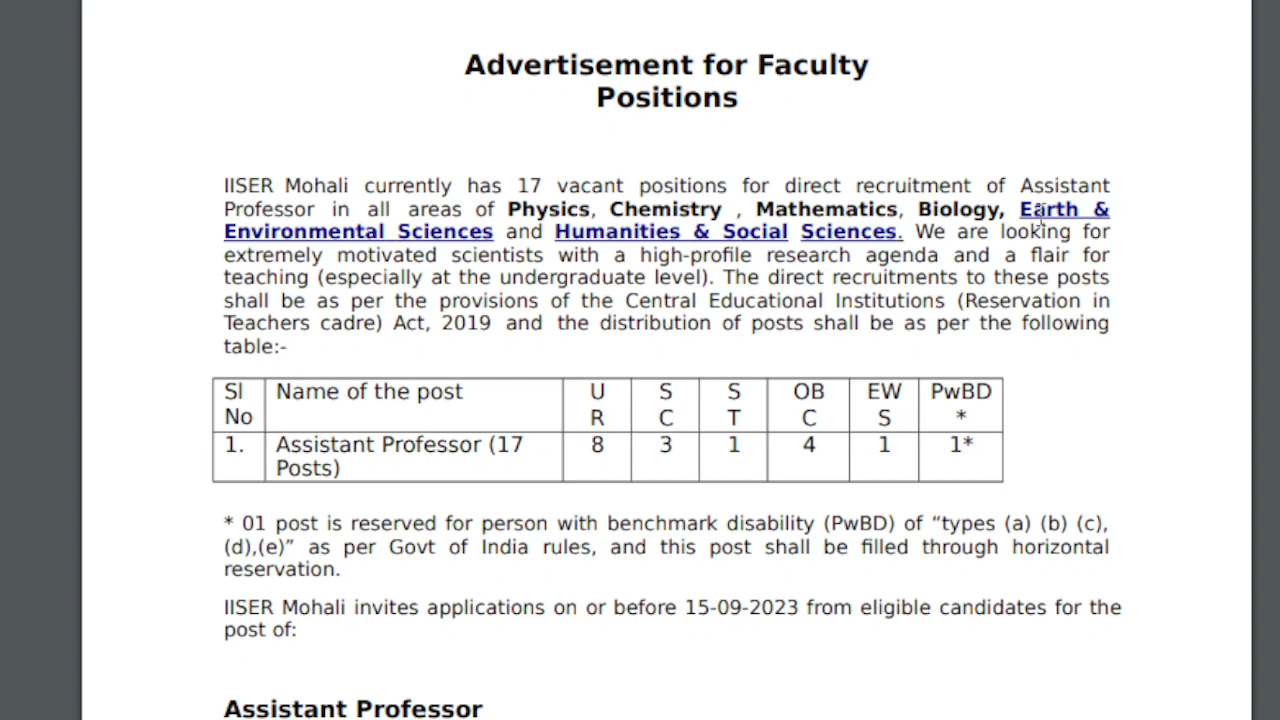 Advertisement for Faculty
Positions
IISER Mohali currently has 17 vacant positions for direct recruitment of Assistant
Professor in all areas of Physics, Chemistry , Mathematics, Biology, Earth &
Environmental Sciences and Humanities & Social Sciences. We are looking for
extremely motivated scientists with a high-profile research agenda and a flair for
teaching (especially at the undergraduate level). The direct recruitments to these posts
shall be as per the provisions of the Central Educational Institutions (Reservation in
Teachers cadre) Act, 2019 and the distribution of posts shall be as per the following
table:-
Sl Name of the post U S S OB EW PwBD
No R C T C S *
1. Assistant Professor (17 8 3 1 4 1 1*
Posts)
* 01 post is reserved for person with benchmark disability (PwBD) of “types (a) (b) (c),
(d),(e)” as per Govt of India rules, and this post shall be filled through horizontal
reservation.
IISER Mohali invites applications on or before 15-09-2023 from eligible candidates for the
post of:
Assistant Professor